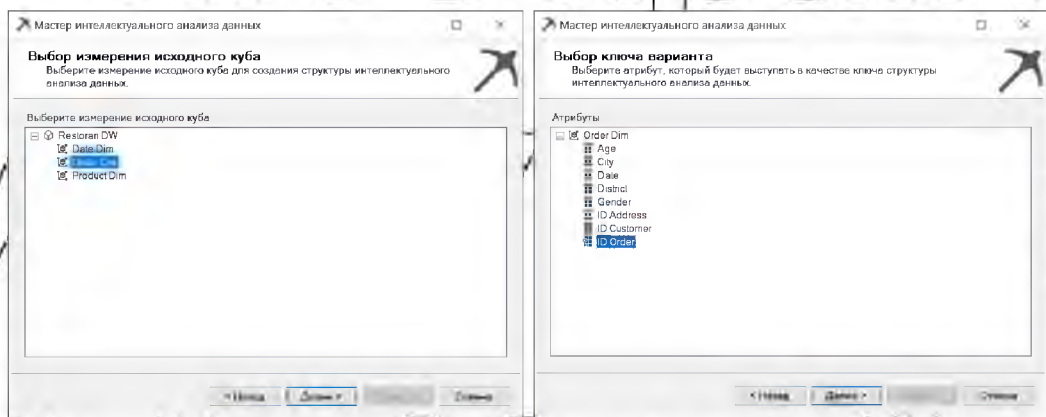 Мастер интеллектуального анализа данных
Выбор измерения исходного куба
Выберите измерение исходного куба для создания структуры интеллектуального
анализа данных.
Выберите измерение исходного куба
Restoran DW
Date Dim
Product Dim
< Назад
Далее >
Отмена
Мастер интеллектуального анализа данных
Выбор ключа варианта
Выберите атрибут, который будет выступать в качестве ключа структуры
интеллектуального анализа данных.
Атрибуты
Order Dim
Age
City
Date
District
Gender
ID Address
ID Customer
ID Order
< Назад
Далее >
Отмена